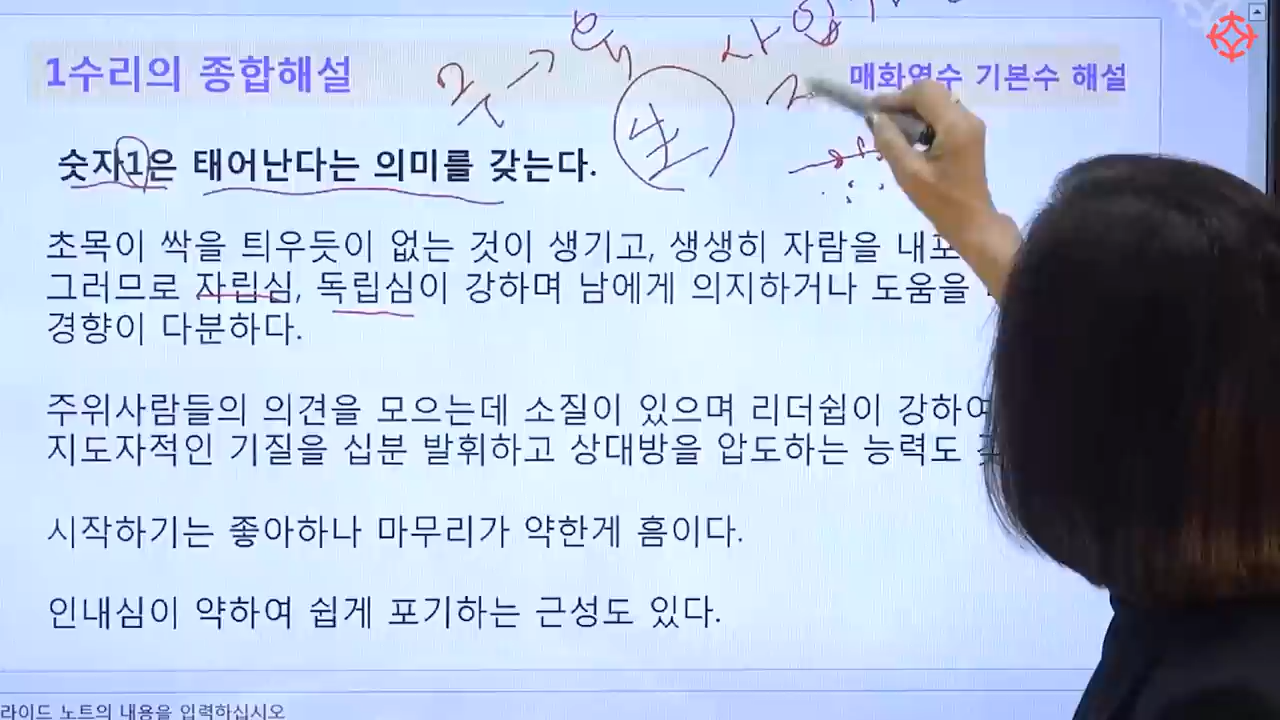 1수리의 종합해설
매화역수 기본수 해설
生
사업
숫자1은 태어난다는 의미를 갖는다.
초목이 싹을 틔우듯이 없는 것이 생기고, 생생히 자람을 내포
그러므로 자립심, 독립심이 강하며 남에게 의지하거나 도움을
경향이 다분하다.
주위사람들의 의견을 모으는데 소질이 있으며 리더쉽이 강하여
지도자적인 기질을 십분 발휘하고 상대방을 압도하는 능력도
시작하기는 좋아하나 마무리가 약한게 흠이다.
인내심이 약하여 쉽게 포기하는 근성도 있다.
라이드 노트의 내용을 입력하십시오